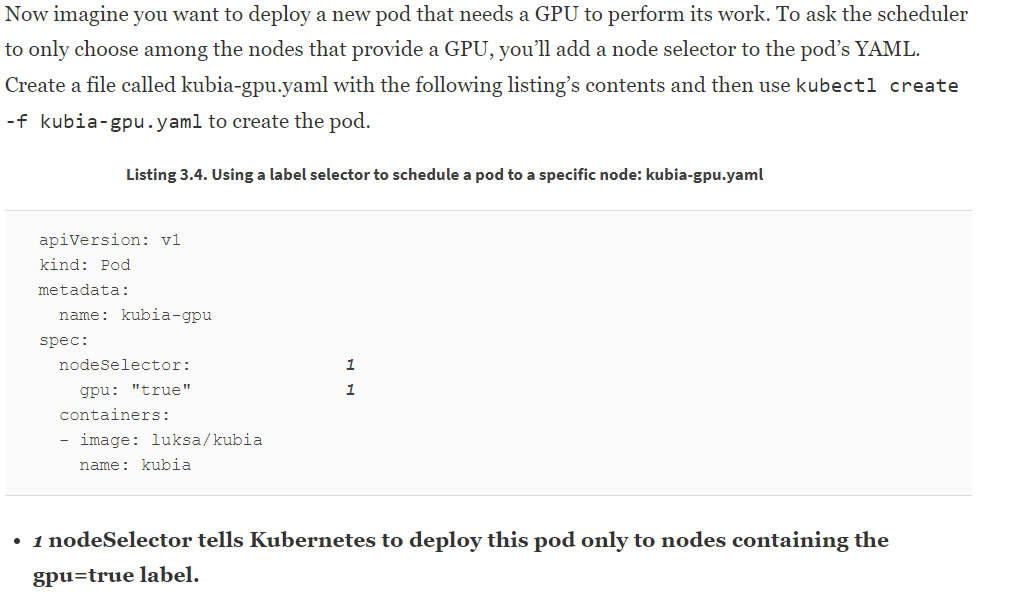 Now imagine you want to deploy a new pod that needs a GPU to perform its work. To ask the scheduler
to only choose among the nodes that provide a GPU, you’ll add a node selector to the pod’s YAML.
Create a file called kubia-gpu.yaml with the following listing’s contents and then use kubectl create
-f kubia-gpu.yaml to create the pod.
Listing 3.4. Using a label selector to schedule a pod to a specific node: kubia-gpu.yaml
apiVersion: v1
kind: Pod
metadata:
  name: kubia-gpu
spec:
  nodeSelector:               1
    gpu: "true"               1
  containers:
  - image: luksa/kubia
    name: kubia
• 1 nodeSelector tells Kubernetes to deploy this pod only to nodes containing the
gpu=true label.